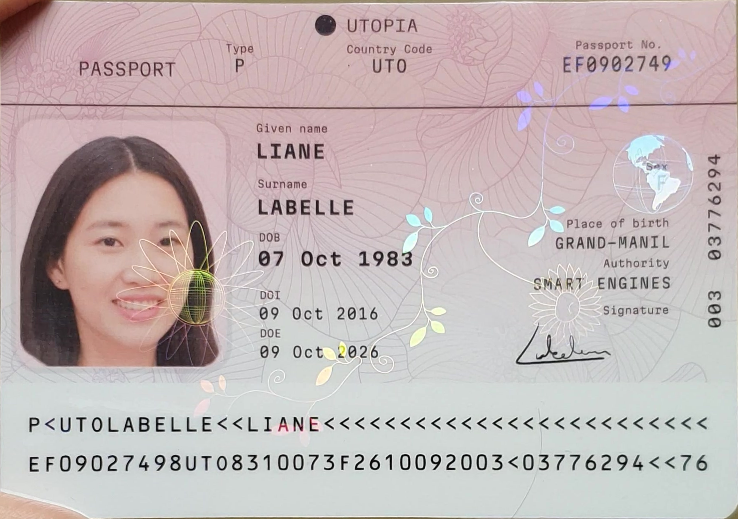 UTOPIA
PASSPORT
Type
P
Country Code
UTO
Passport No.
EF0902749
Given name
LIANE
Surname
LABELLE
DOB
07 Oct 1983
DOI
09 Oct 2016
DOE
09 Oct 2026
Sex
F
Place of birth
GRAND-MANIL
Authority
SMART ENGINES
Signature
003 03776294
P<UTOLABELLE<<LIANE<<<<<<<<<<<<<<<<<<<<<<<<<
EF09027498UTO8310073F2610092003<03776294<<76